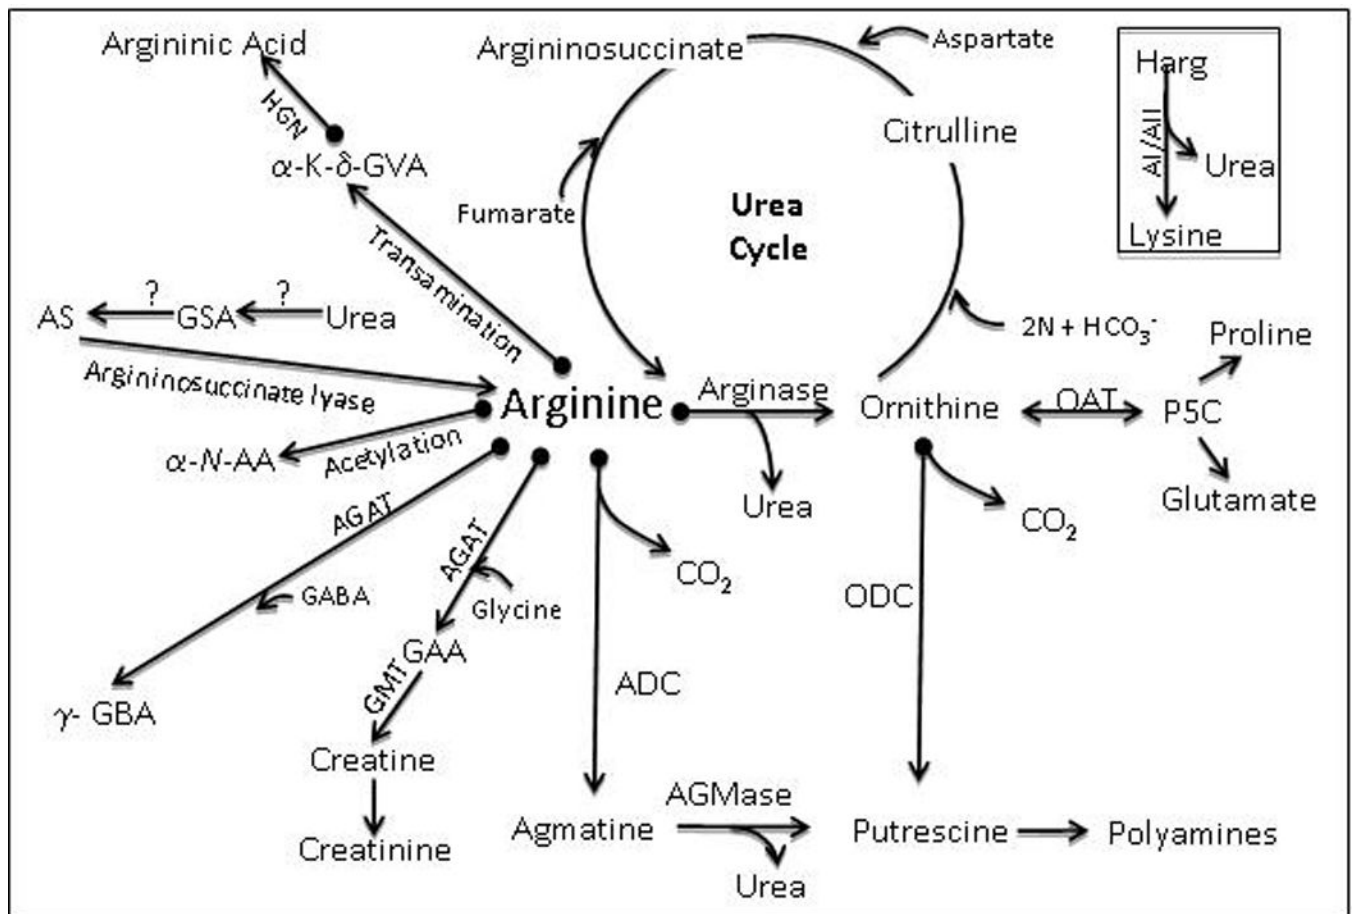 Argininic Acid
Argininosuccinate
Aspartate
Harg
HGN
Citrulline
AI/AII
α-K-δ-GVA
Urea
Fumarate
Urea
Cycle
Lysine
Transamination
?
?
AS
GSA
Urea
2N + HCO₃⁻
Proline
Argininosuccinate lyase
Arginine
Arginase
Ornithine
OAT
P5C
α-N-AA
Acetylation
Urea
Glutamate
AGAT
AGAT
CO₂
CO₂
GABA
Glycine
ODC
GAA
ADC
GMT
γ- GBA
Creatine
AGMase
Agmatine
Putrescine
Polyamines
Creatinine
Urea